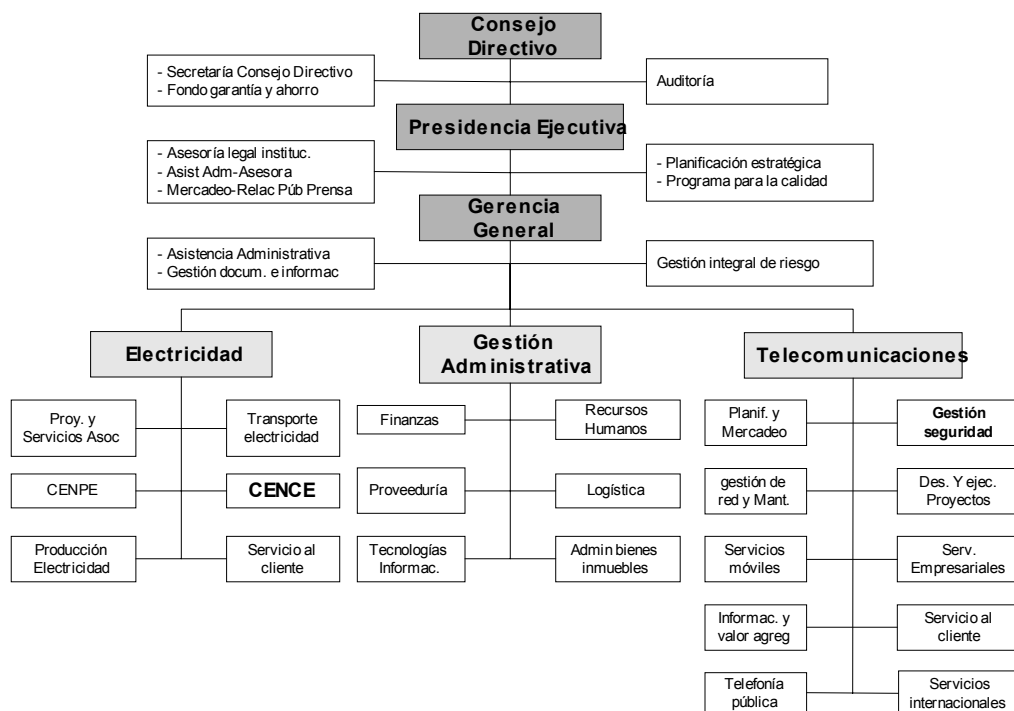 Consejo
Directivo
- Secretaría Consejo Directivo
- Fondo garantía y ahorro
Auditoría
Presidencia Ejecutiva
- Asesoría legal instituc.
- Asist Adm-Asesora
- Mercadeo-Relac Púb Prensa
- Planificación estratégica
- Programa para la calidad
Gerencia
General
- Asistencia Administrativa
- Gestión docum. e informac
Gestión integral de riesgo
Electricidad
Gestión
Administrativa
Telecomunicaciones
Proy. y
Servicios Asoc
Transporte
electricidad
Finanzas
Recursos
Humanos
Planif. y
Mercadeo
Gestión
seguridad
CENPE
CENCE
Proveeduría
Logística
gestión de
red y Mant.
Des. Y ejec.
Proyectos
Producción
Electricidad
Servicio al
cliente
Tecnologías
Informac.
Admin bienes
inmuebles
Servicios
móviles
Serv.
Empresariales
Informac. y
valor agreg
Servicio al
cliente
Telefonía
pública
Servicios
internacionales